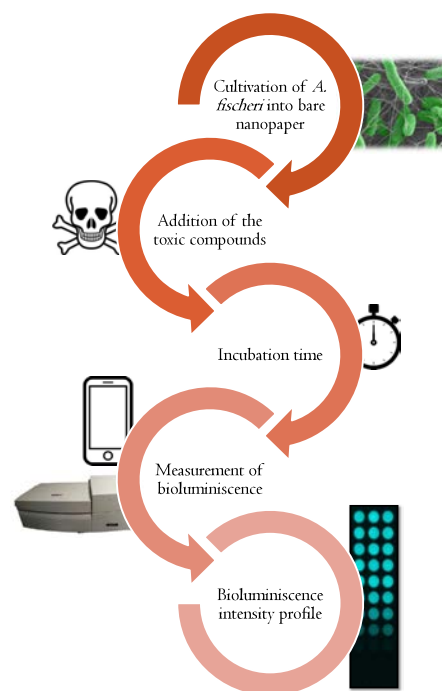 Cultivation of A.
fischeri into bare
nanopaper
Addition of the
toxic compounds
Incubation time
Measurement of
bioluminiscence
Bioluminiscence
intensity profile